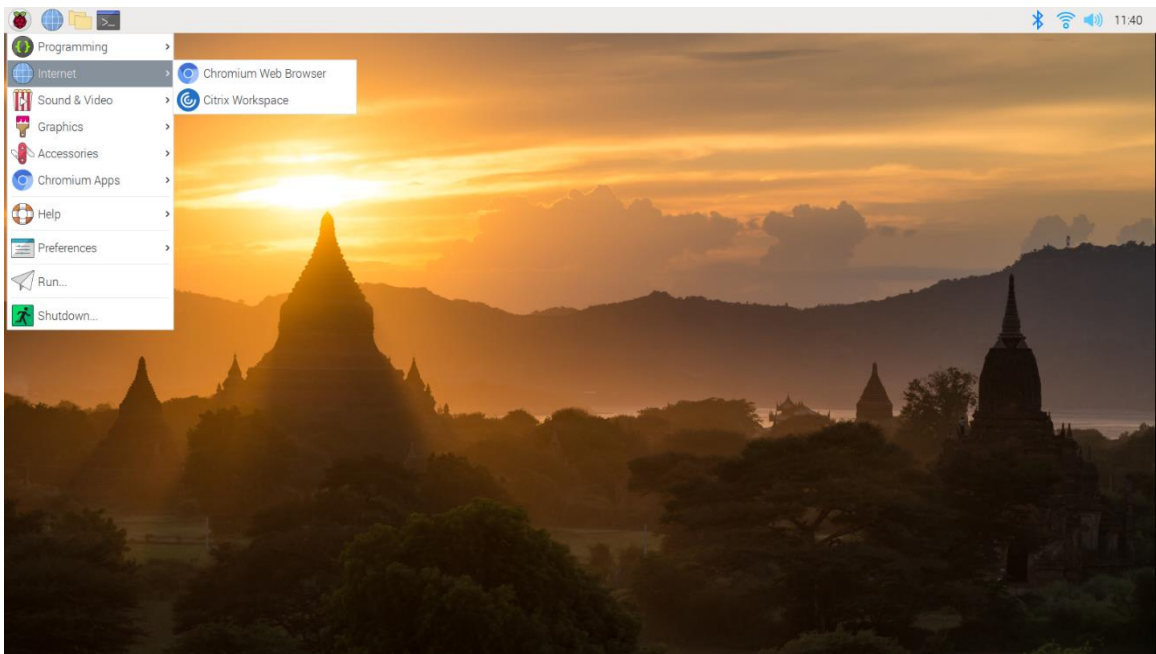 11:40
Programming
Internet
Chromium Web Browser
Sound & Video
Citrix Workspace
Graphics
Accessories
Chromium Apps
Help
Preferences
Run...
Shutdown...